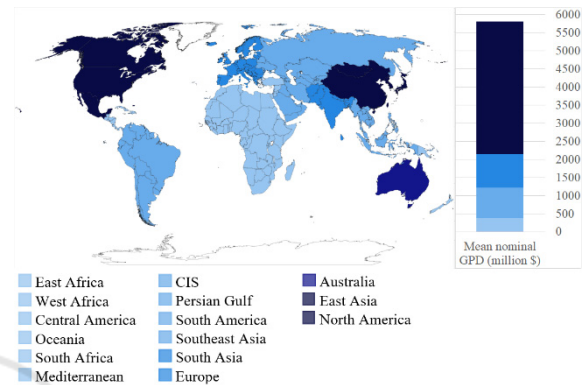 6000
5500
5000
4500
4000
3500
3000
2500
2000
1500
1000
500
0
Mean nominal
GPD (million $)
East Africa
West Africa
Central America
Oceania
South Africa
Mediterranean
CIS
Persian Gulf
South America
Southeast Asia
South Asia
Europe
Australia
East Asia
North America